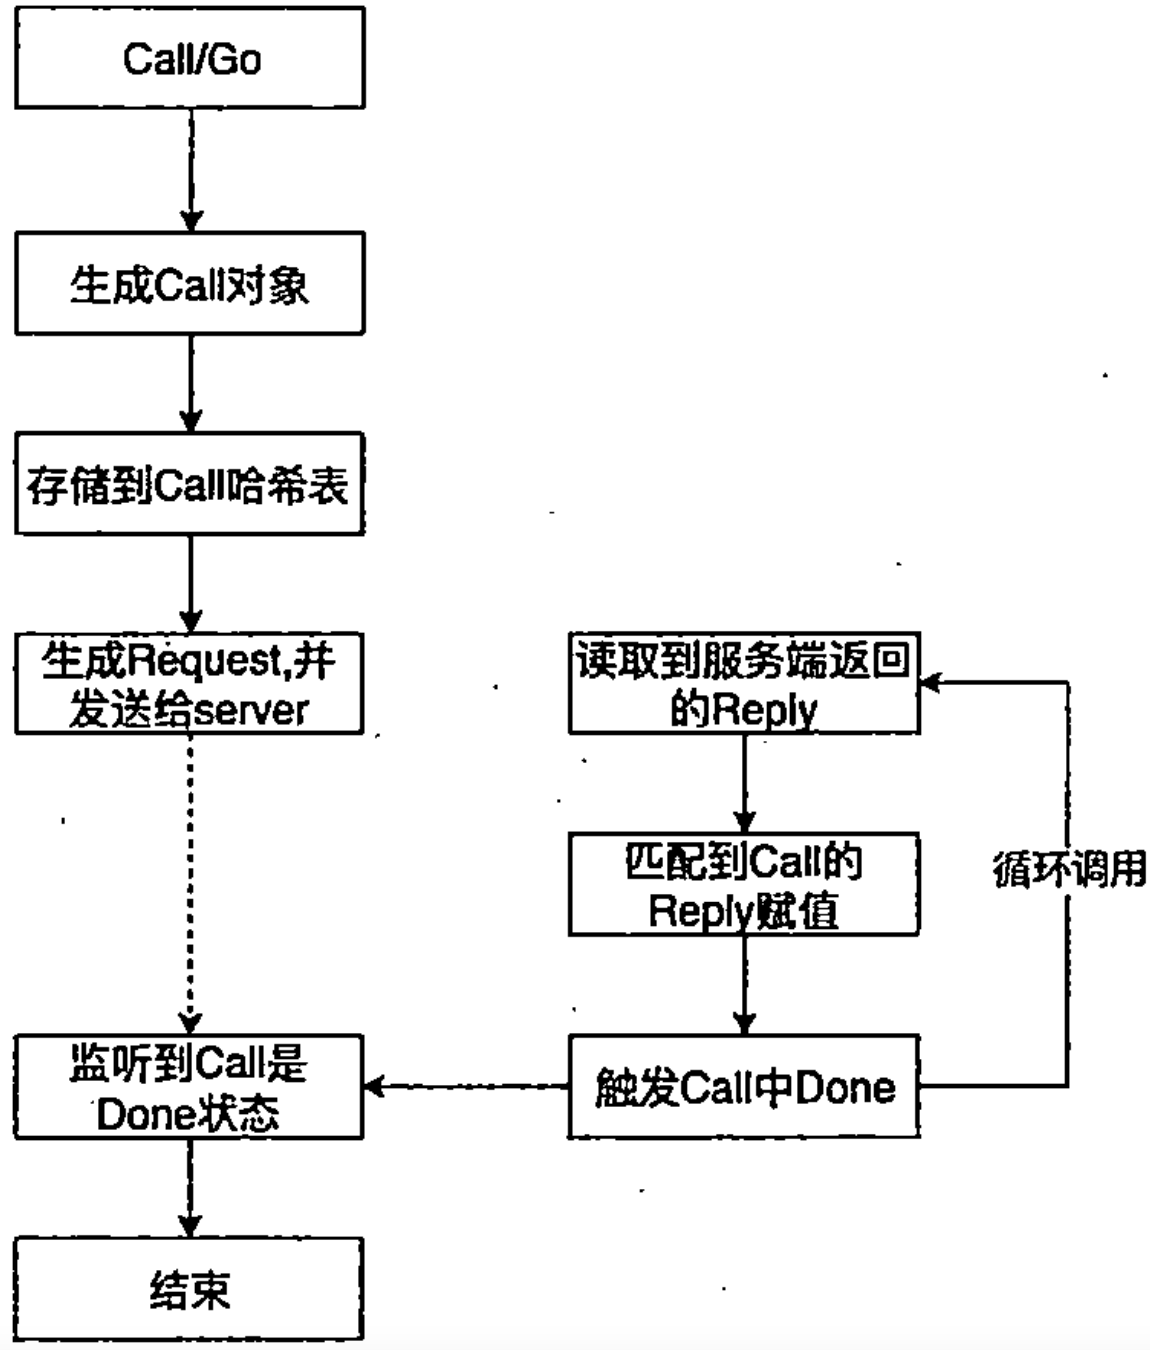 Call/Go
生成Call对象
存储到Call哈希表
生成Request,并
发送给server
读取到服务端返回
的Reply
匹配到Call的
Reply赋值
循环调用
监听到Call是
Done状态
触发Call中Done
结束